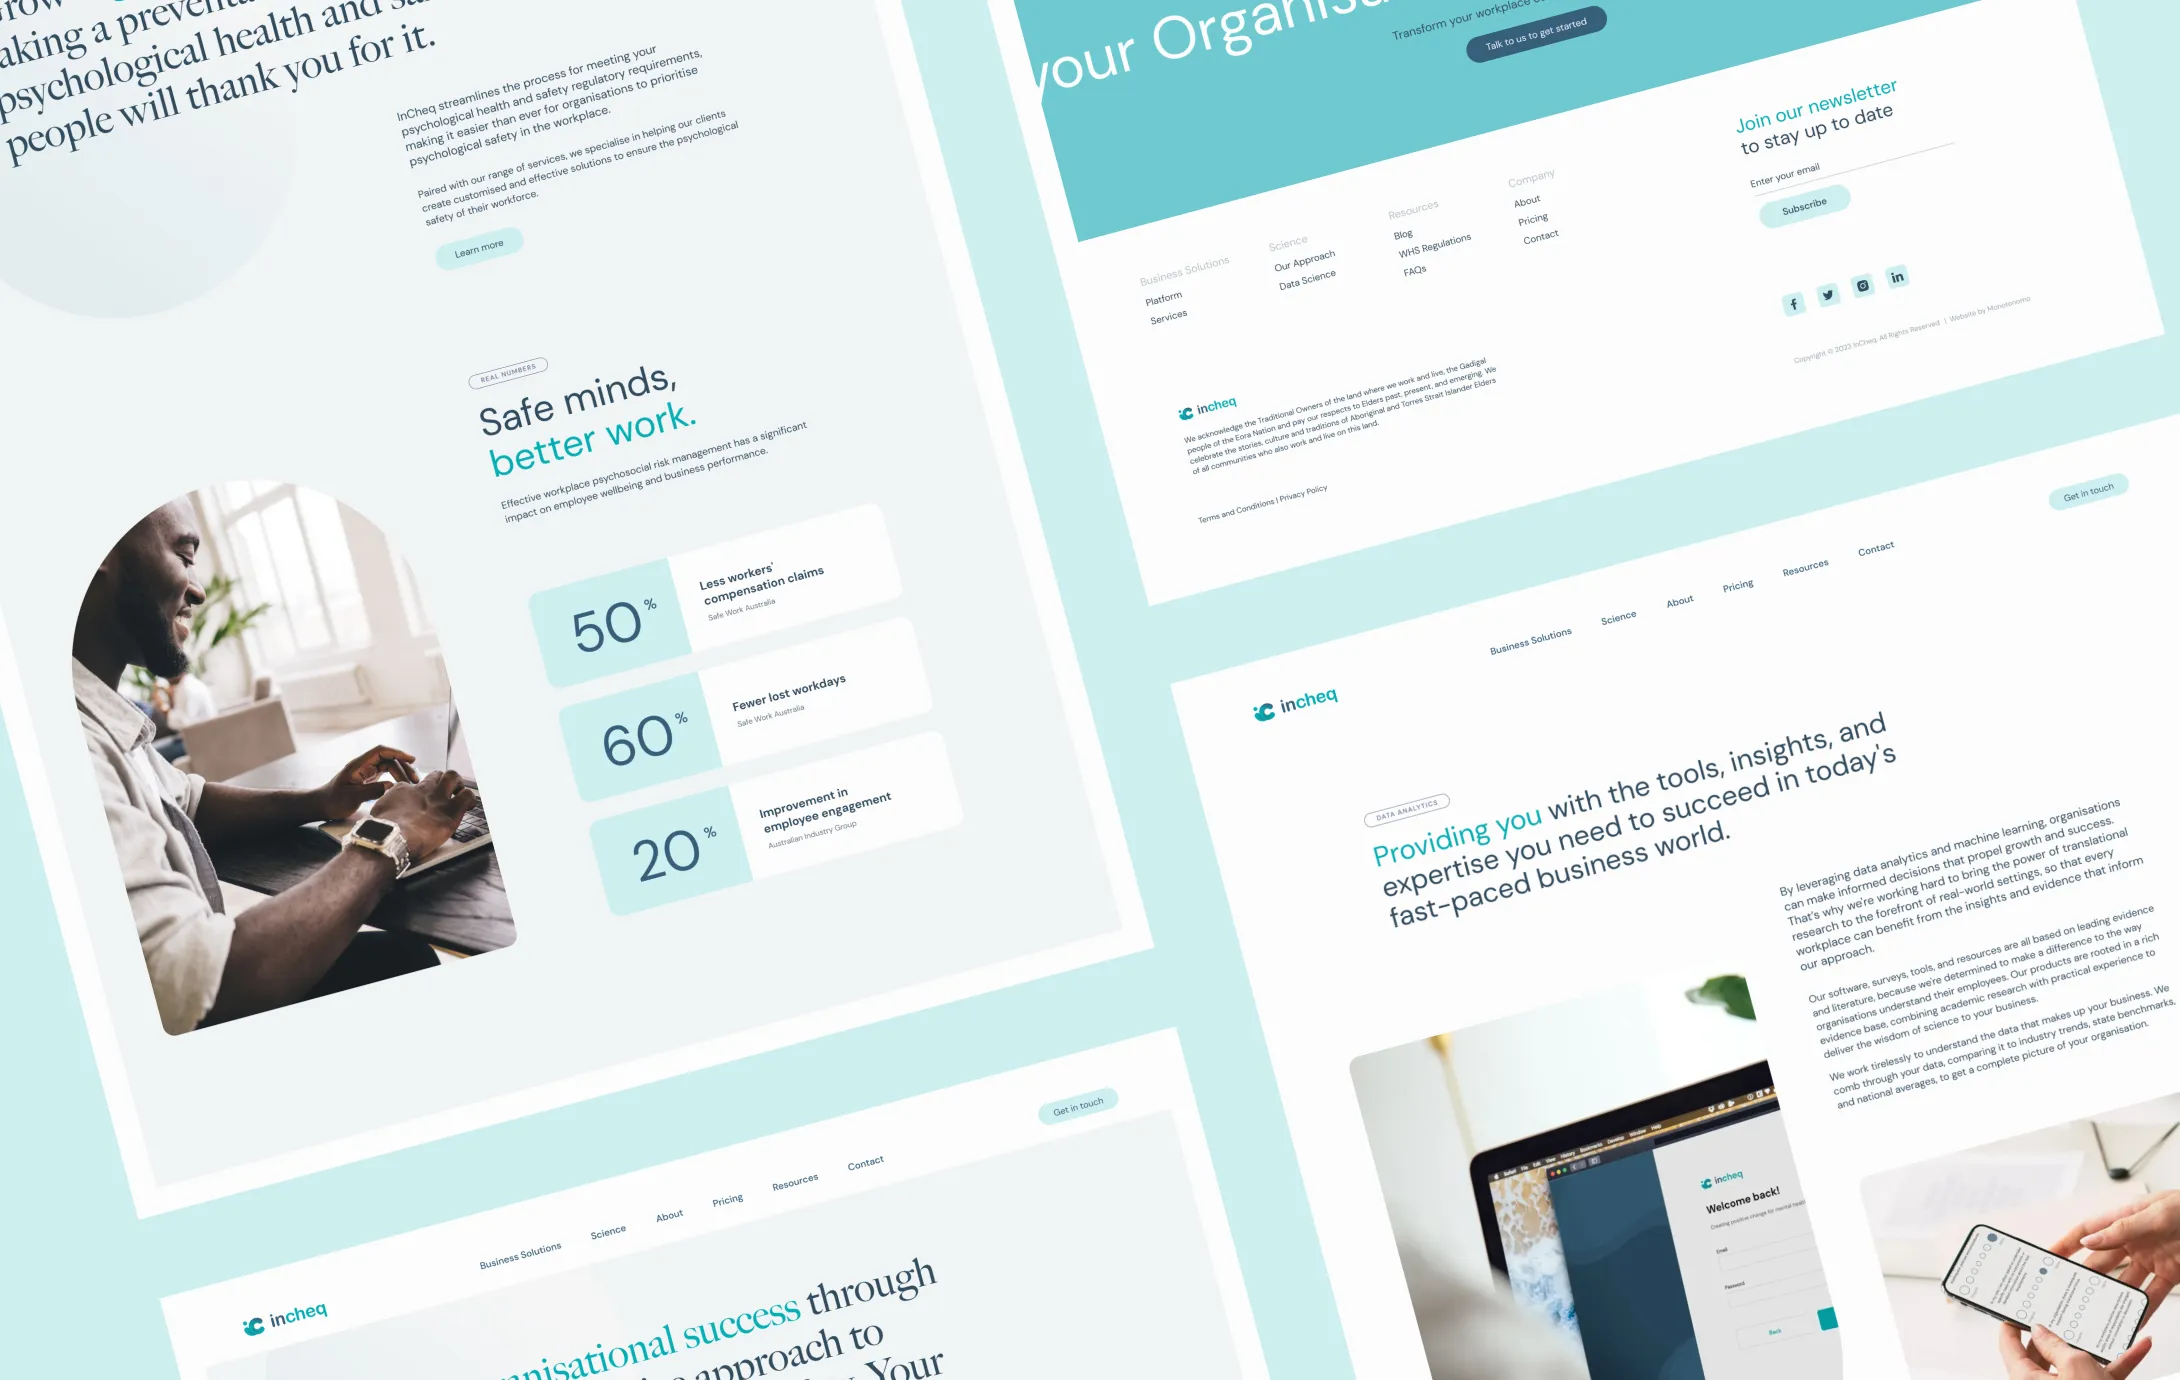 aking a preventa
psychological health and sa
people will thank you for it.
InCheq streamlines the process for meeting your
psychological health and safety regulatory requirements,
making it easier than ever for organisations to prioritise
psychological safety in the workplace.
Paired with our range of services, we specialise in helping our clients
create customised and effective solutions to ensure the psychological
safety of their workforce.
Learn more
REAL NUMBERS
Safe minds,
better work.
Effective workplace psychosocial risk management has a significant
impact on employee wellbeing and business performance.
50%
Less workers'
compensation claims
Safe Work Australia
60%
Fewer lost workdays
Safe Work Australia
20%
Improvement in
employee engagement
Australian Industry Group
your Organis
Transform your workplace
Talk to us to get started
Business Solutions
Platform
Services
Science
Our Approach
Data Science
Resources
Blog
WHS Regulations
FAQs
Company
About
Pricing
Contact
Join our newsletter
to stay up to date
Enter your email
Subscribe
Copyright © 2023 InCheq. All Rights Reserved | Website by Monotonomo
incheq
We acknowledge the Traditional Owners of the land where we work and live, the Gadigal
people of the Eora Nation and pay our respects to Elders past, present, and emerging. We
celebrate the stories, culture and traditions of Aboriginal and Torres Strait Islander Elders
of all communities who also work and live on this land.
Terms and Conditions | Privacy Policy
incheq
Business Solutions
Science
About
Pricing
Resources
Contact
Get in touch
DATA ANALYTICS
Providing you with the tools, insights, and
expertise you need to succeed in today's
fast-paced business world.
By leveraging data analytics and machine learning, organisations
can make informed decisions that propel growth and success.
That's why we're working hard to bring the power of translational
research to the forefront of real-world settings, so that every
workplace can benefit from the insights and evidence that inform
our approach.
Our software, surveys, tools, and resources are all based on leading evidence
and literature, because we're determined to make a difference to the way
organisations understand their employees. Our products are rooted in a rich
evidence base, combining academic research with practical experience to
deliver the wisdom of science to your business.
We work tirelessly to understand the data that makes up your business. We
comb through your data, comparing it to industry trends, state benchmarks,
and national averages, to get a complete picture of your organisation.
Safari File Edit View History Bookmarks Develop Window Help
incheq
Welcome back!
Creating positive change for mental healt
Email
Password
Back
incheq
Business Solutions
Science
About
Pricing
Resources
Contact
Get in touch
nisational success through
approach to
Your